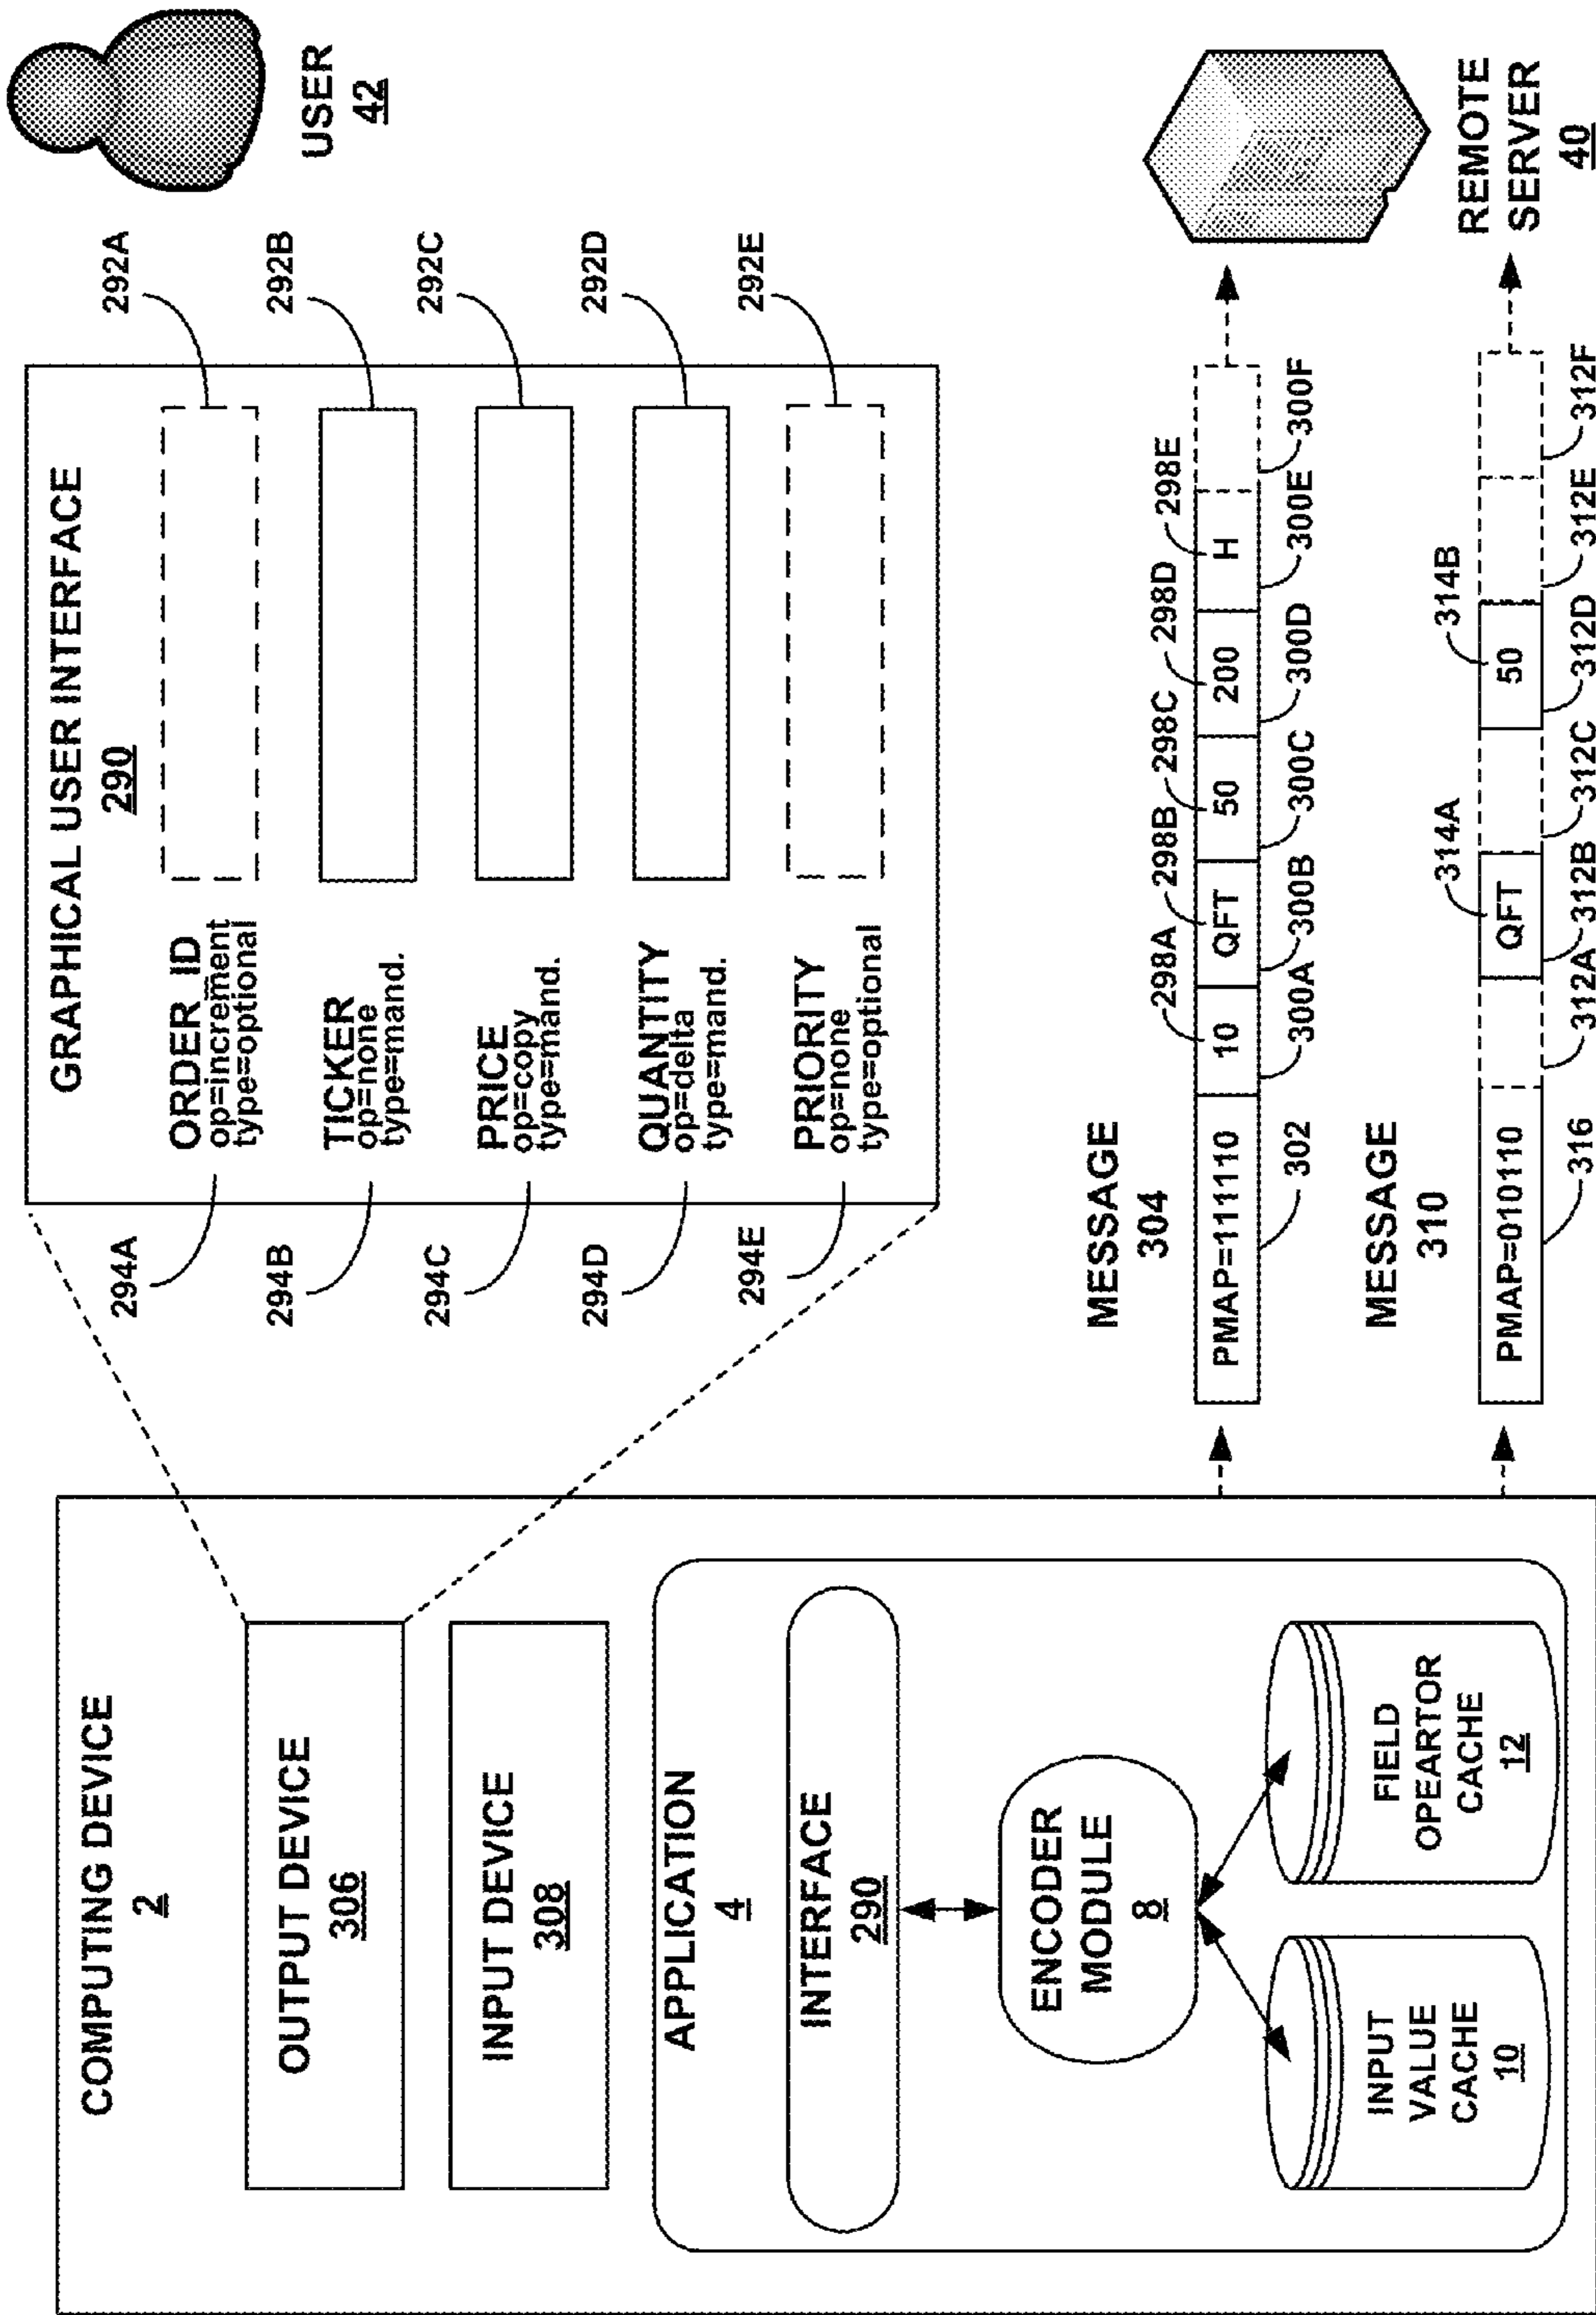 COMPUTING DEVICE
2
OUTPUT DEVICE
306
INPUT DEVICE
308
APPLICATION
4
INTERFACE
290
ENCODER
MODULE
8
INPUT
VALUE
CACHE
10
FIELD
OPEARTOR
CACHE
12
GRAPHICAL USER INTERFACE
290
294A
ORDER ID
op=increment
type=optional
292A
294B
TICKER
op=none
type=mand.
292B
294C
PRICE
op=copy
type=mand.
292C
294D
QUANTITY
op=delta
type=mand.
292D
294E
PRIORITY
op=none
type=optional
292E
USER
42
MESSAGE
304
298A 298B 298C 298D 298E
PMAP=111110 10 QFT 50 200 H
302 300A 300B 300C 300D 300E 300F
MESSAGE
310
314A 314B
PMAP=010110 QFT 50
316 312A 312B 312C 312D 312E 312F
REMOTE
SERVER
40